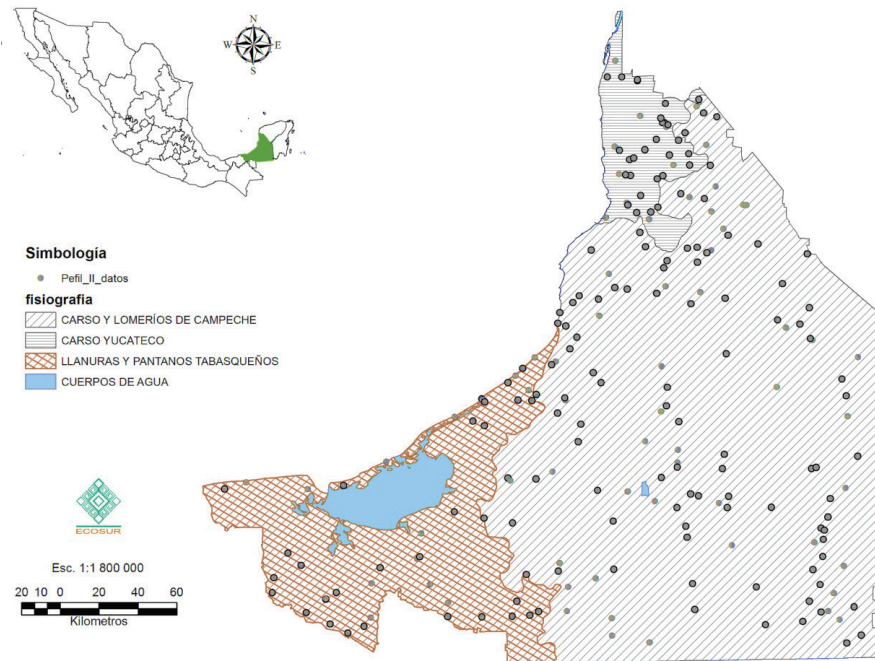 N
W E
S
Simbología
Pefil_II_datos
fisiografia
CARSO Y LOMERÍOS DE CAMPECHE
CARSO YUCATECO
LLANURAS Y PANTANOS TABASQUEÑOS
CUERPOS DE AGUA
ECOSUR
Esc. 1:1 800 000
20 10 0 20 40 60
Kilometros